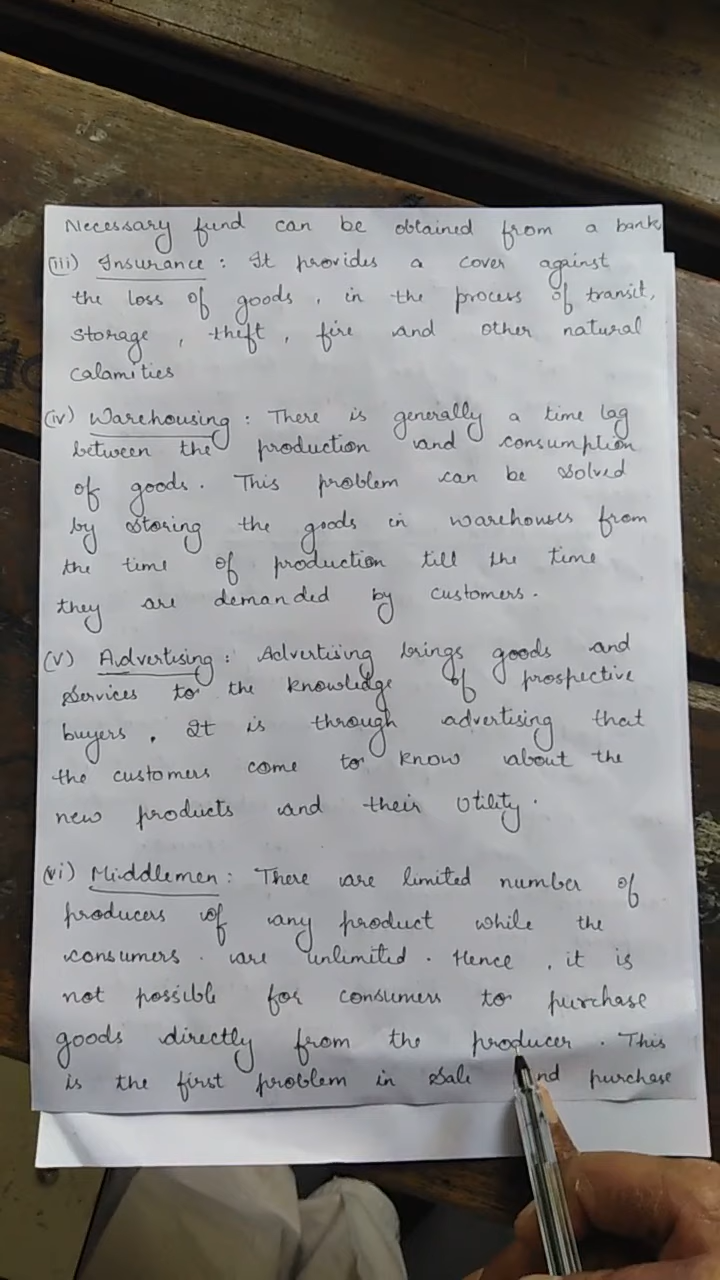 Necessary fund can be obtained from a bank
(iii) Insurance : It provides a cover against
the loss of goods , in the process of transit,
storage , theft , fire and other natural
calamities
(iv) Warehousing : There is generally a time lag
between the production and consumption
of goods . This problem can be solved
by storing the goods in warehouses from
the time of production till the time
they are demanded by customers .
(v) Advertising : Advertising brings goods and
services to the knowledge of prospective
buyers . It is through advertising that
the customers come to know about the
new products and their Utility .
(vi) Middlemen : There are limited number of
producers of any product while the
consumers . are unlimited . Hence , it is
not possible for consumers to purchase
goods directly from the producer . This
is the first problem in sale nd purchase